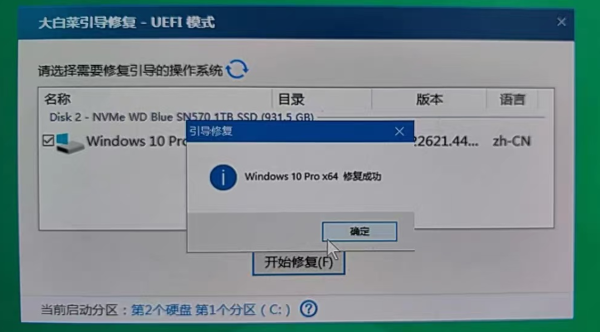 大白菜引导修复 - UEFI 模式
请选择需要修复引导的操作系统
名称 目录 版本 语言
Disk 2 - NVMe WD Blue SN570 1TB SSD (931.5 GB)
Windows 10 Pro 22621.44... zh-CN
引导修复
Windows 10 Pro x64 修复成功
确定
开始修复(F)
当前启动分区：第2个硬盘 第1个分区（C:）